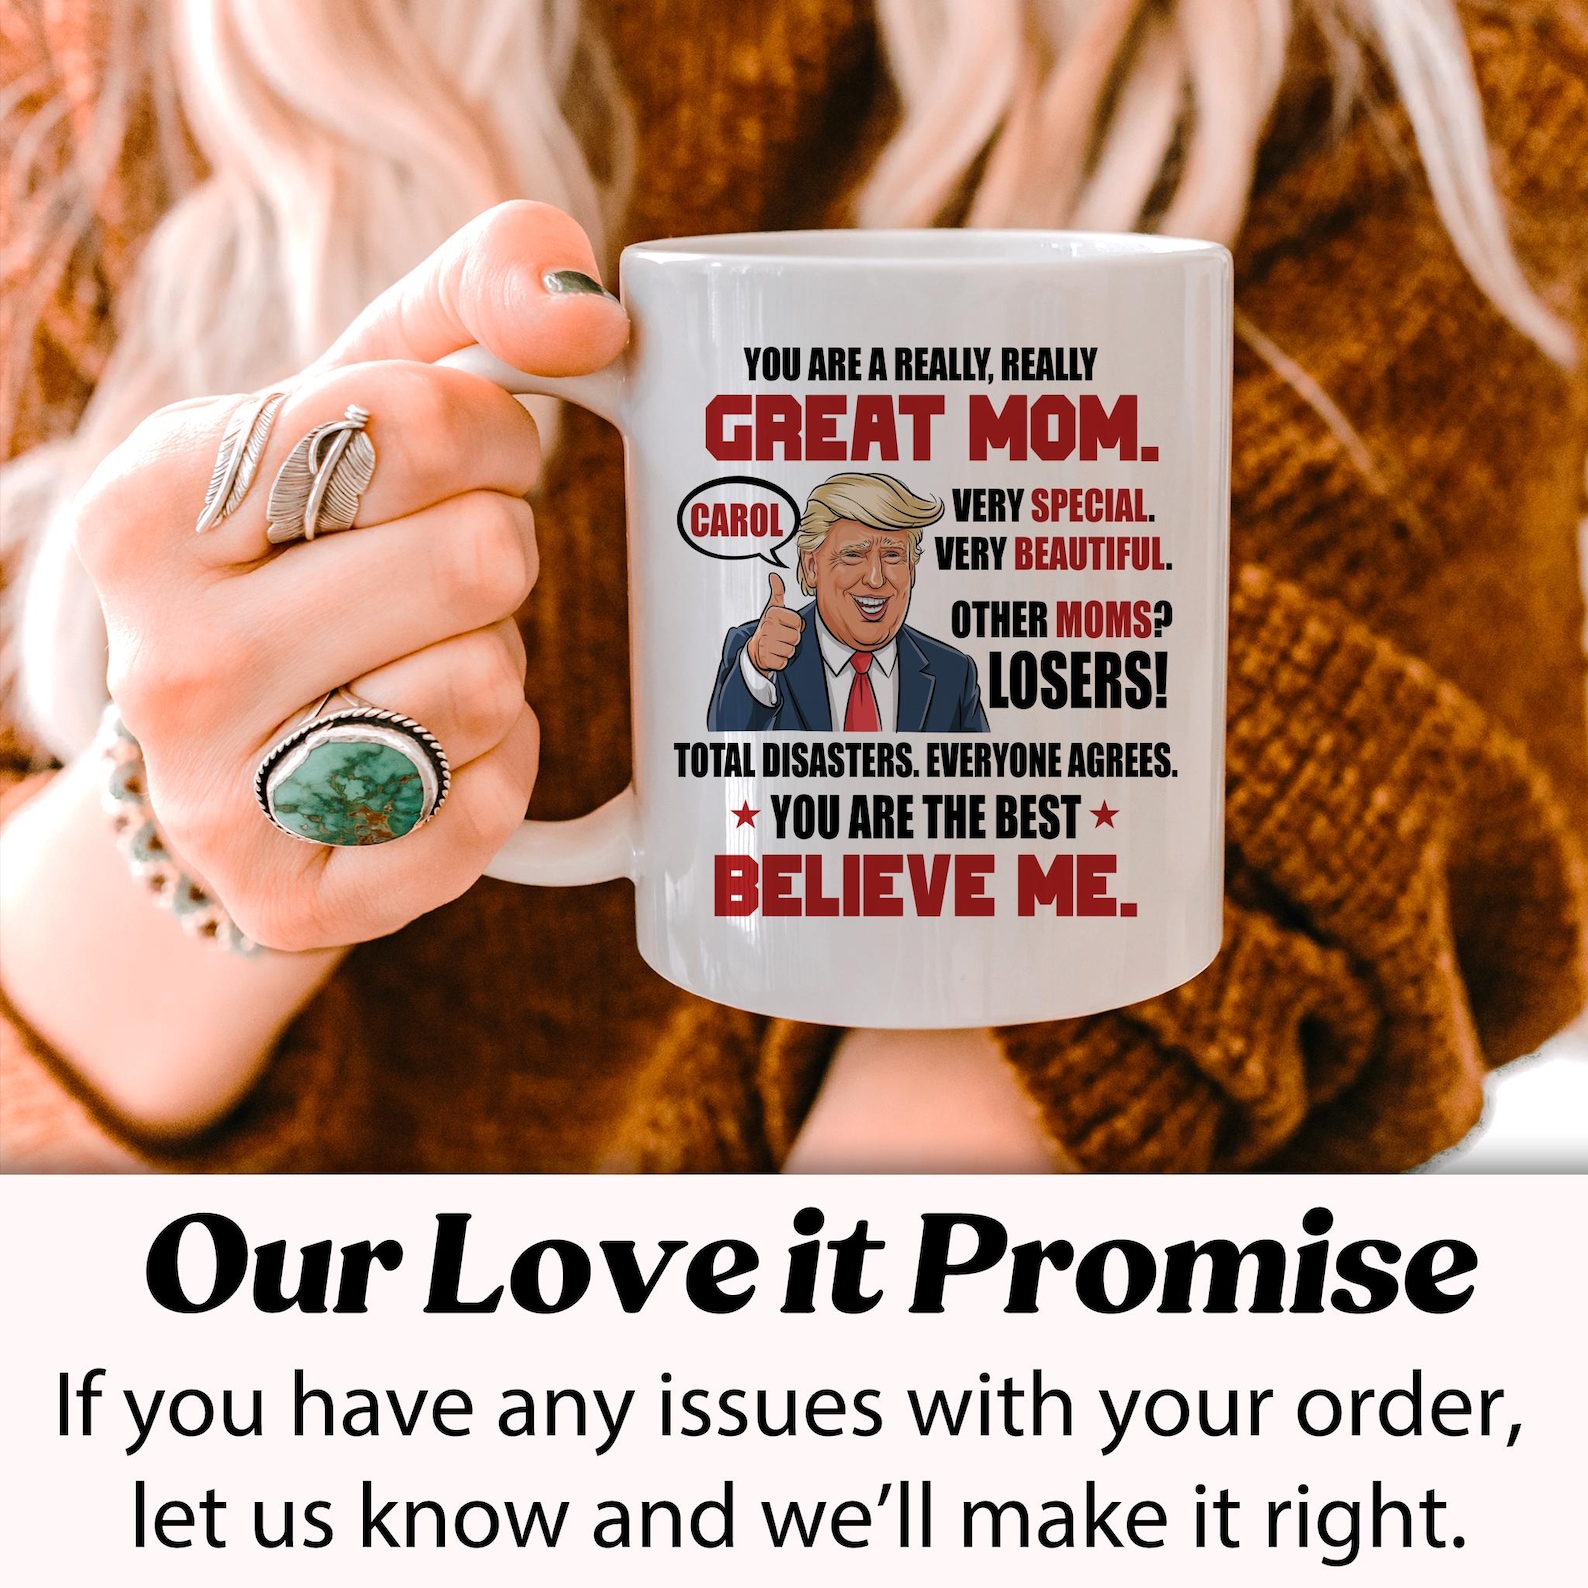 YOU ARE A REALLY, REALLY
GREAT MOM.
CAROL
VERY SPECIAL.
VERY BEAUTIFUL.
OTHER MOMS?
LOSERS!
TOTAL DISASTERS. EVERYONE AGREES.
★ YOU ARE THE BEST ★
BELIEVE ME.
Our Love it Promise
If you have any issues with your order,
let us know and we’ll make it right.